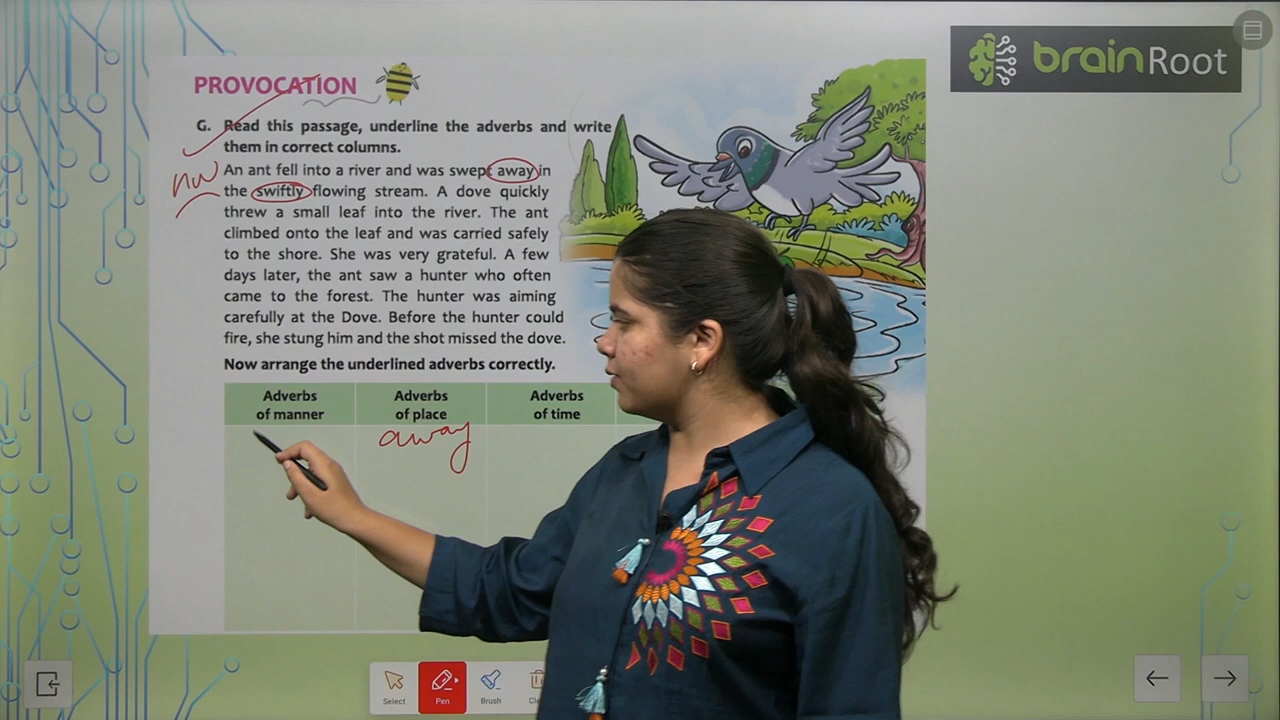 brainRoot
PROVOCATION
G. Read this passage, underline the adverbs and write
them in correct columns.
An ant fell into a river and was swept away in
the swiftly flowing stream. A dove quickly
threw a small leaf into the river. The ant
climbed onto the leaf and was carried safely
to the shore. She was very grateful. A few
days later, the ant saw a hunter who often
came to the forest. The hunter was aiming
carefully at the Dove. Before the hunter could
fire, she stung him and the shot missed the dove.
Now arrange the underlined adverbs correctly.
Adverbs of manner
Adverbs of place
Adverbs of time
away
Select
Pen
Brush